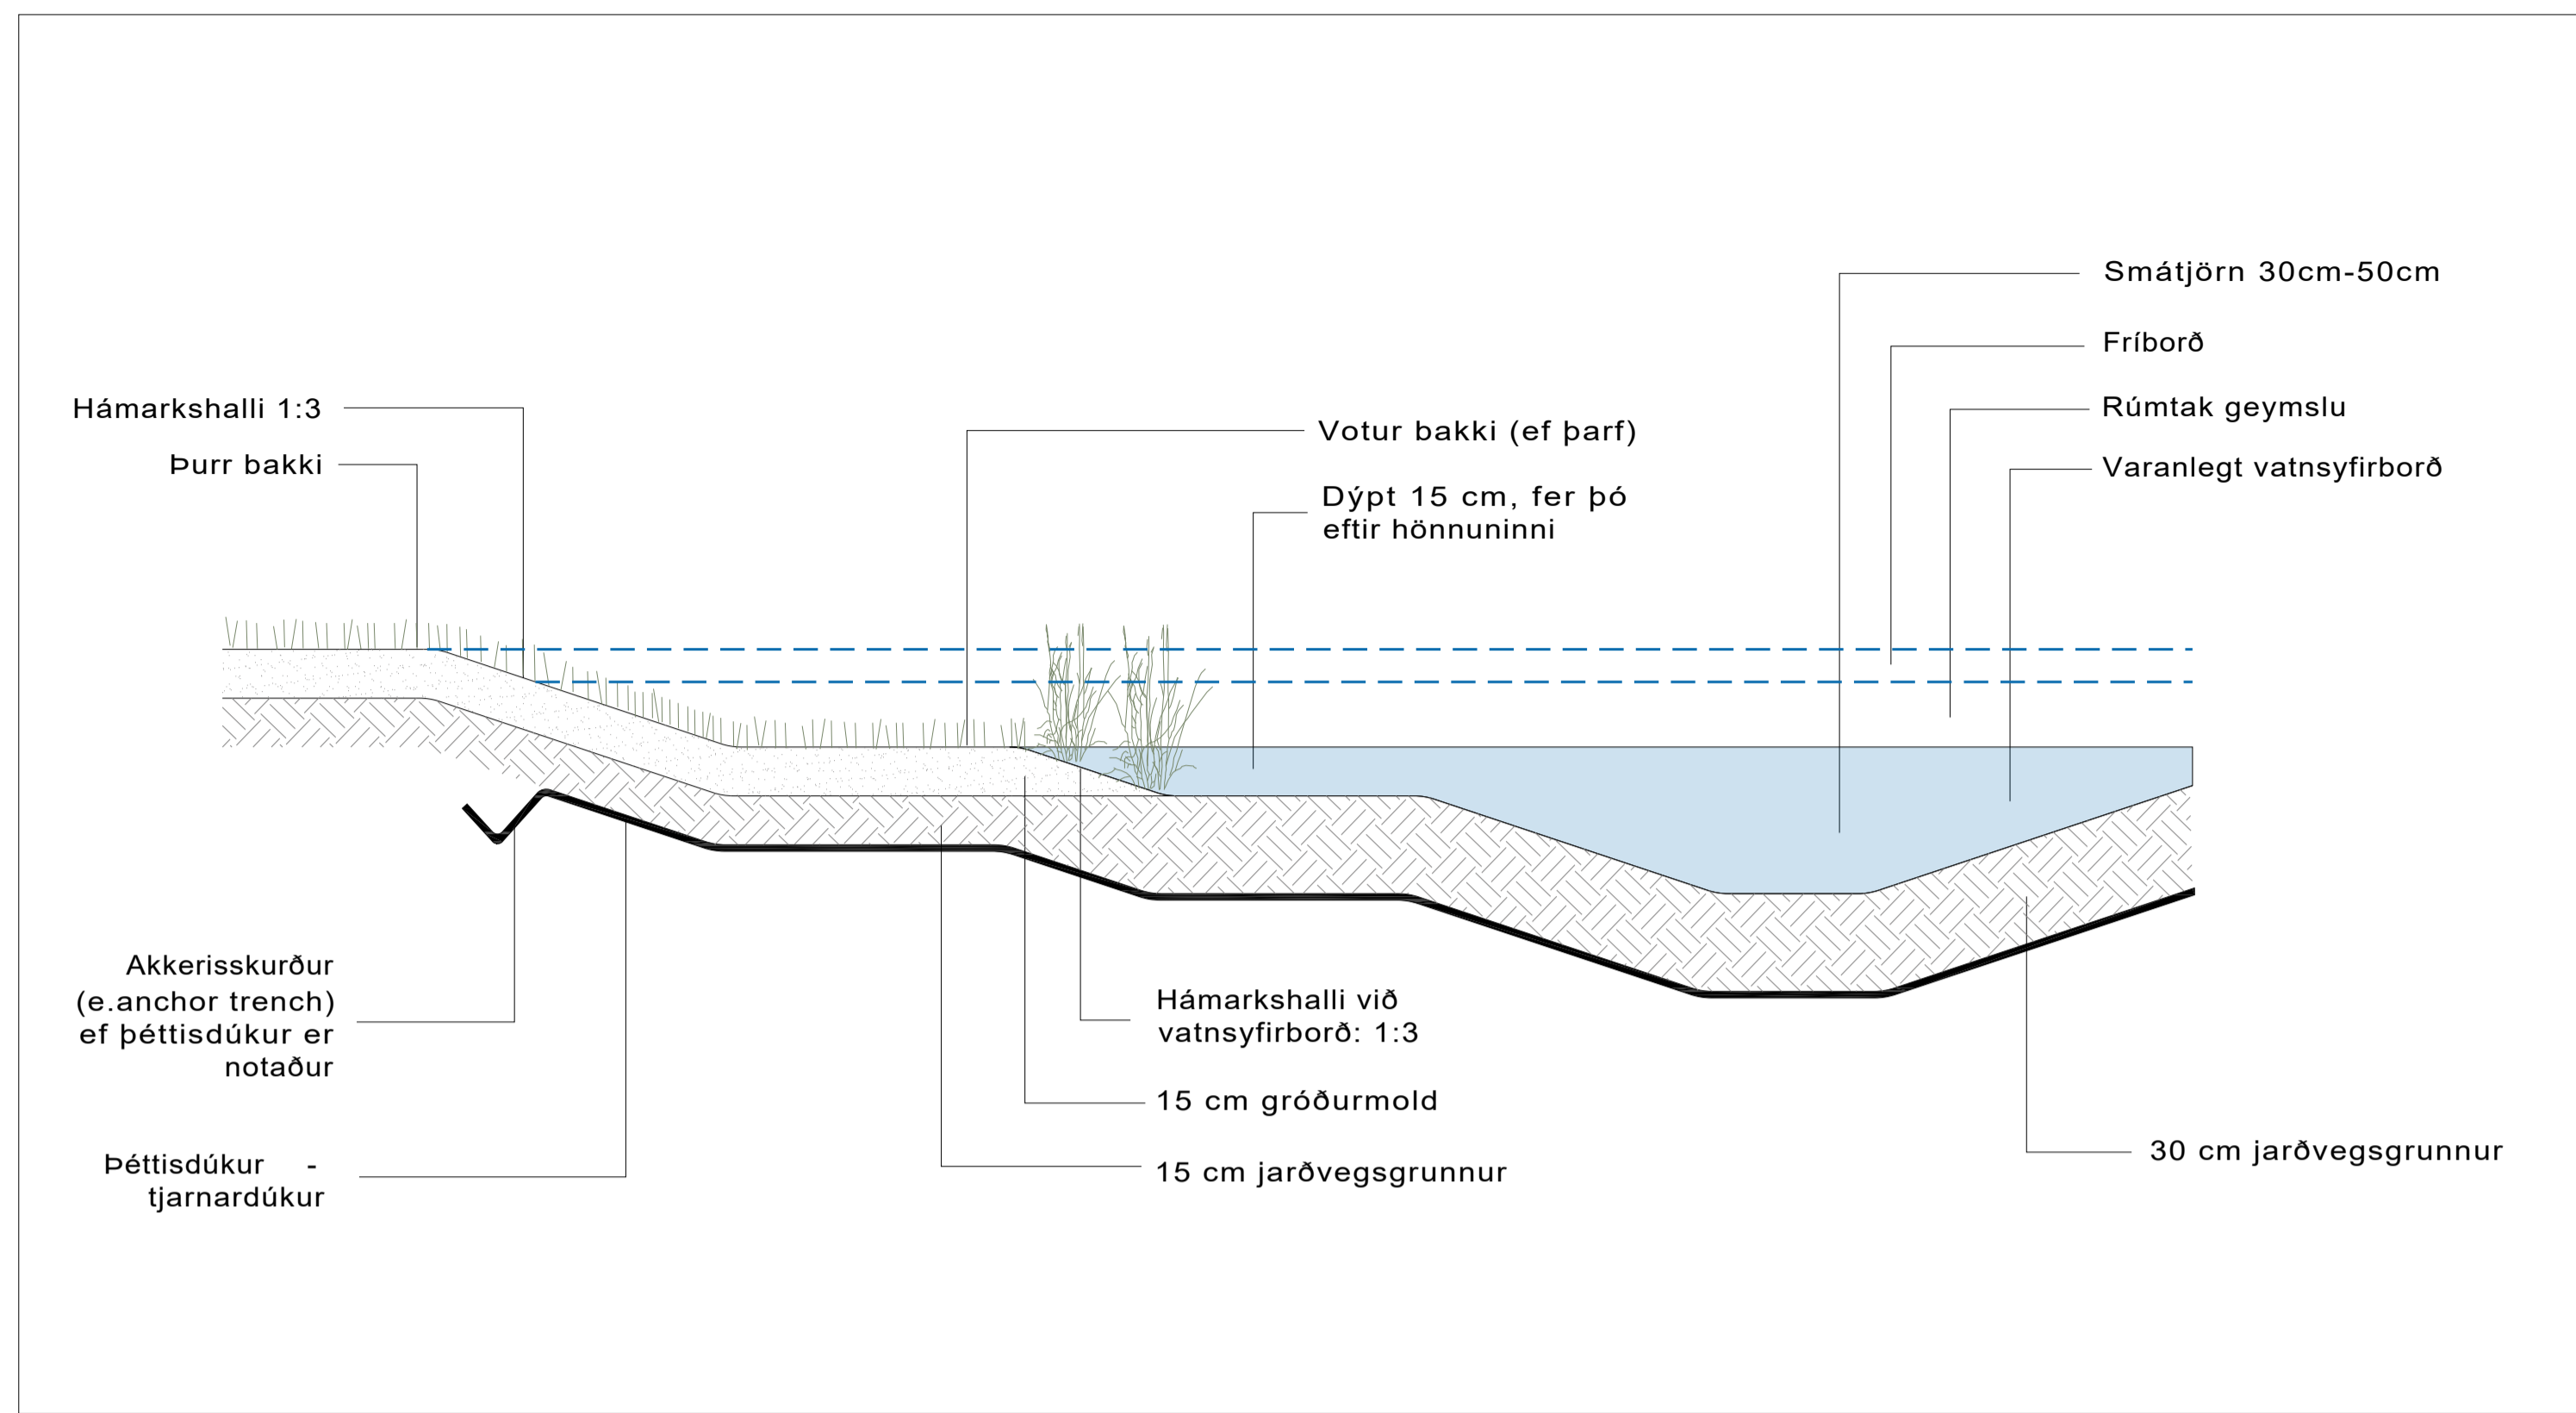 Smátjörn 30cm-50cm
Fríborð
Rúmtak geymslu
Varanlegt vatnsyfirborð
Hámarkshalli 1:3
Þurr bakki
Votur bakki (ef þarf)
Dýpt 15 cm, fer þó
eftir hönnuninni
Akkerisskurður
(e.anchor trench)
ef þéttisdúkur er
notaður
Þéttisdúkur -
tjarnardúkur
Hámarkshalli við
vatnsyfirborð: 1:3
15 cm gróðurmold
15 cm jarðvegsgrunnur
30 cm jarðvegsgrunnur